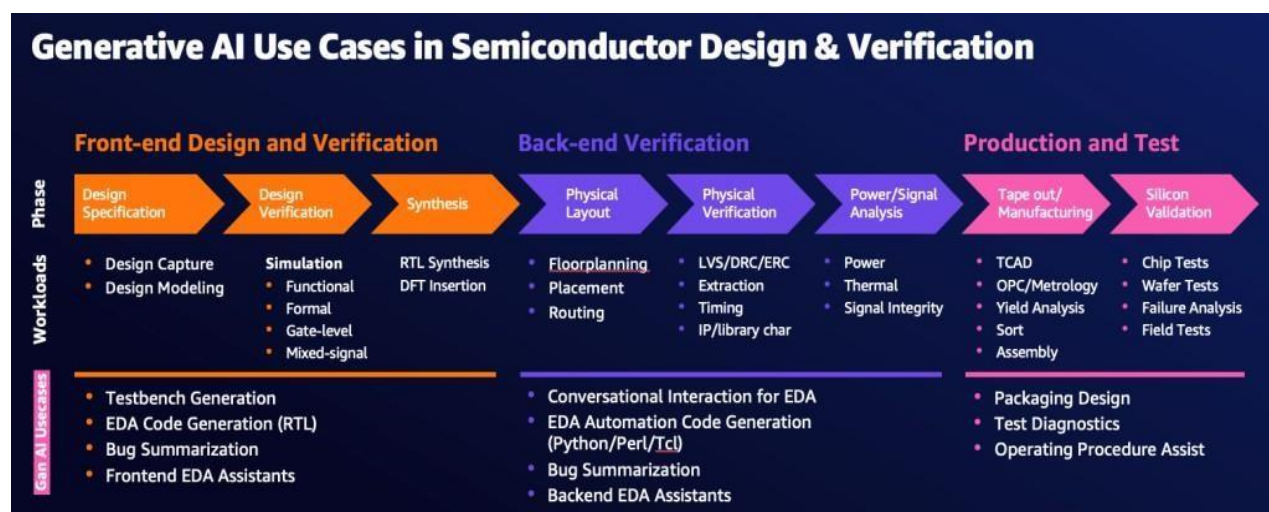 Generative AI Use Cases in Semiconductor Design & Verification
Front-end Design and Verification
Back-end Verification
Production and Test
Phase
Design
Specification
Design
Verification
Synthesis
Physical
Layout
Physical
Verification
Power/Signal
Analysis
Tape out/
Manufacturing
Silicon
Validation
Workloads
Design Capture
Design Modeling
Simulation
Functional
Formal
Gate-level
Mixed-signal
RTL Synthesis
DFT Insertion
Floorplanning
Placement
Routing
LVS/DRC/ERC
Extraction
Timing
IP/library char
Power
Thermal
Signal Integrity
TCAD
OPC/Metrology
Yield Analysis
Sort
Assembly
Chip Tests
Wafer Tests
Failure Analysis
Field Tests
Gan AI Usecases
Testbench Generation
EDA Code Generation (RTL)
Bug Summarization
Frontend EDA Assistants
Conversational Interaction for EDA
EDA Automation Code Generation
(Python/Perl/Tcl)
Bug Summarization
Backend EDA Assistants
Packaging Design
Test Diagnostics
Operating Procedure Assist